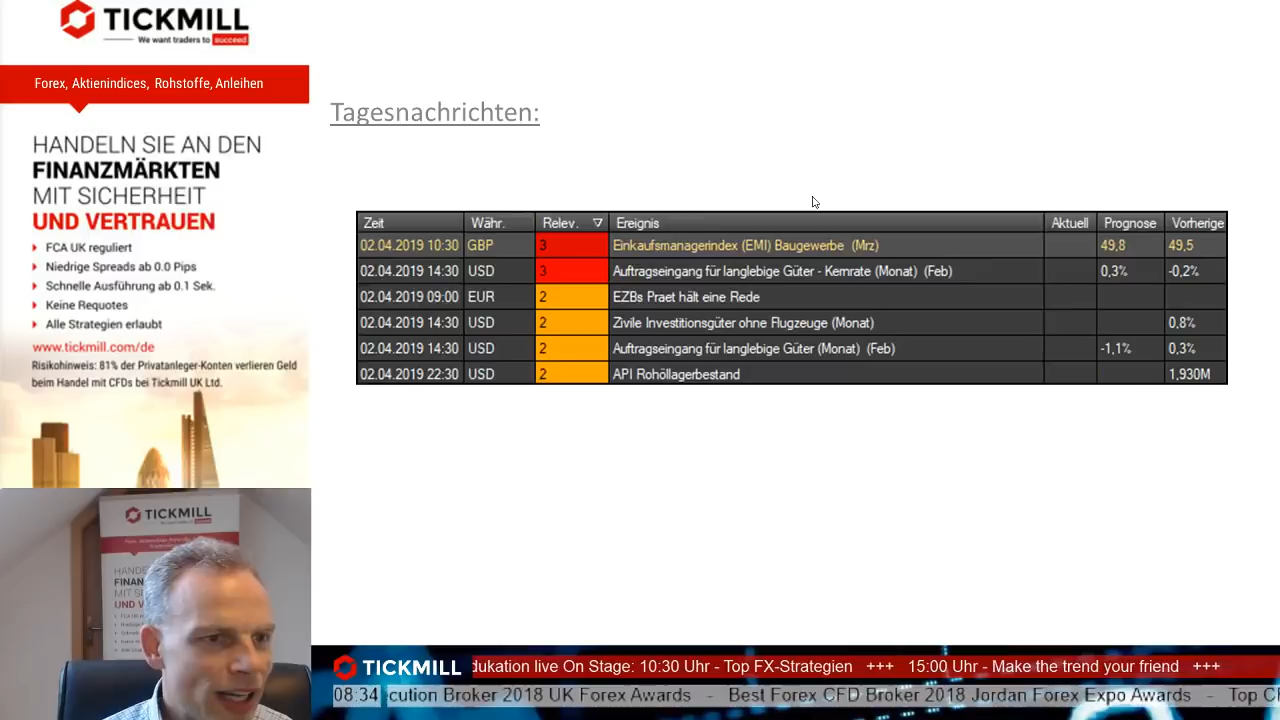 TICKMILL
We want traders to succeed
Forex, Aktienindices, Rohstoffe, Anleihen
HANDELN SIE AN DEN
FINANZMÄRKTEN
MIT SICHERHEIT
UND VERTRAUEN
FCA UK reguliert
Niedrige Spreads ab 0.0 Pips
Schnelle Ausführung ab 0.1 Sek.
Keine Requotes
Alle Strategien erlaubt
www.tickmill.com/de
Risikohinweis: 81% der Privatanleger-Konten verlieren Geld
beim Handel mit CFDs bei Tickmill UK Ltd.
Tagesnachrichten:
Zeit Währ. Relev. Ereignis Aktuell Prognose Vorherige
02.04.2019 10:30 GBP 3 Einkaufsmanagerindex (EMI) Baugewerbe (Mrz) 49,8 49,5
02.04.2019 14:30 USD 3 Auftragseingang für langlebige Güter - Kernrate (Monat) (Feb) 0,3% -0,2%
02.04.2019 09:00 EUR 2 EZBs Praet hält eine Rede
02.04.2019 14:30 USD 2 Zivile Investitionsgüter ohne Flugzeuge (Monat) 0,8%
02.04.2019 14:30 USD 2 Auftragseingang für langlebige Güter (Monat) (Feb) -1,1% 0,3%
02.04.2019 22:30 USD 2 API Rohöllagerbestand 1,930M
TICKMILL
HANDE
FINAN
MIT S
UND V
TICKMILL
dukation live On Stage: 10:30 Uhr - Top FX-Strategien +++ 15:00 Uhr - Make the trend your friend +++
08:34
cution Broker 2018 UK Forex Awards - Best Forex CFD Broker 2018 Jordan Forex Expo Awards - Top C